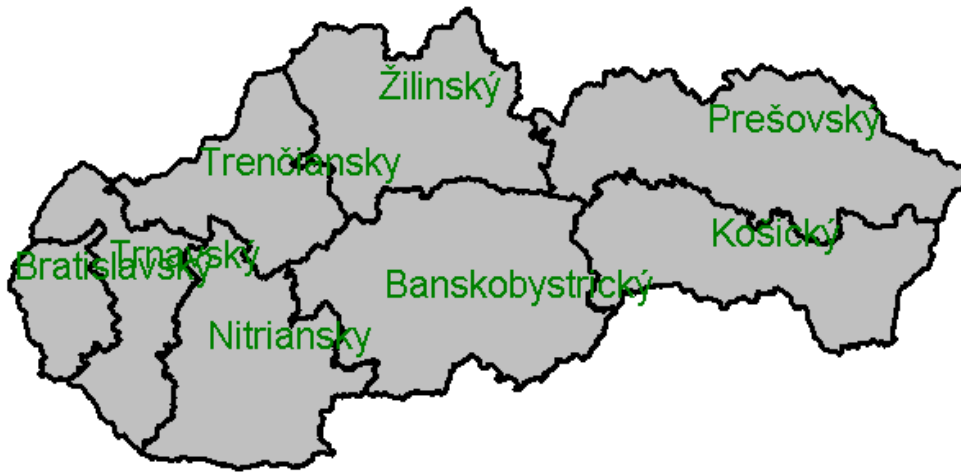 Žilinský
Prešovský
Trenčiansky
Košický
Trnavský
Bratislavský
Banskobystrický
Nitriansky